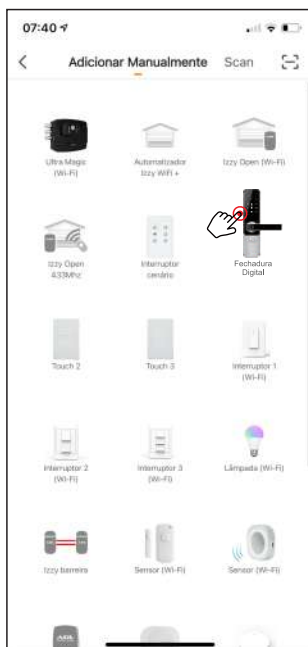 07:40
Adicionar Manualmente Scan
Ultra Magic
(Wi-Fi)
Automatizador
Izzy WiFi +
Izzy Open (Wi-Fi)
Izzy Open
433Mhz
Interruptor
cenário
Fechadura
Digital
Touch 2
Touch 3
Interruptor 1
(Wi-Fi)
Interruptor 2
(Wi-Fi)
Interruptor 3
(Wi-Fi)
Lâmpada (Wi-Fi)
Izzy barreira
Sensor (Wi-Fi)
Sensor (Wi-Fi)